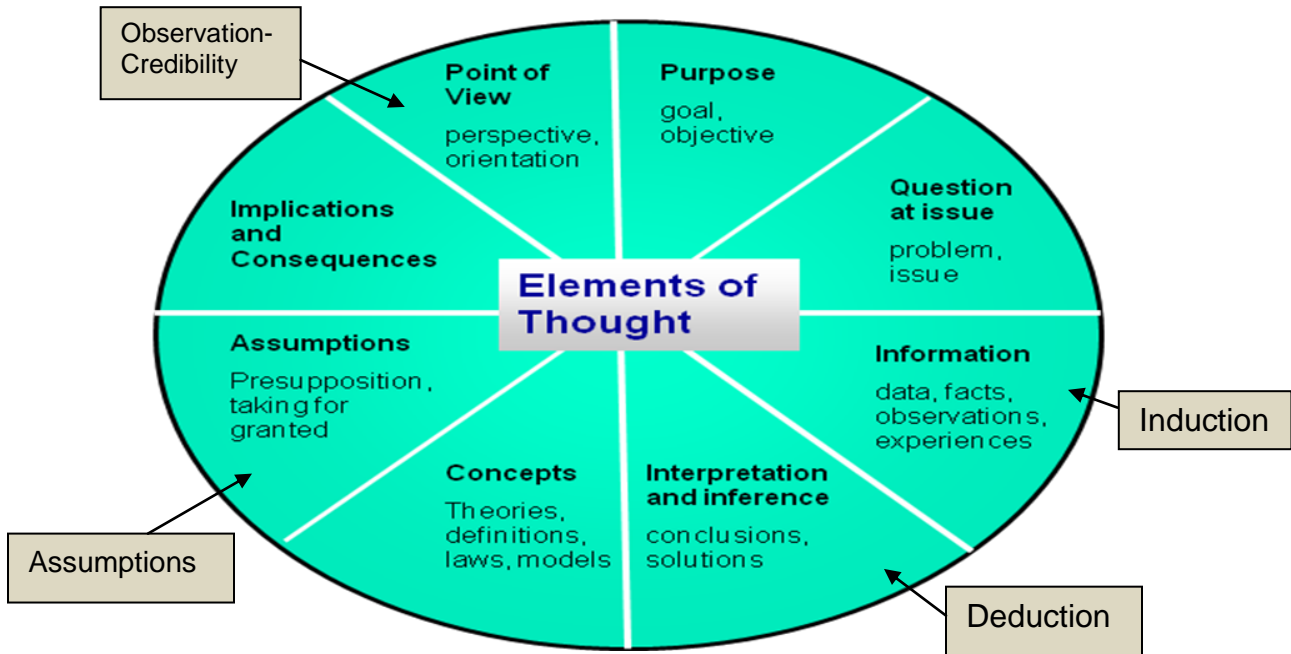 Observation-
Credibility
Point of
View
perspective,
orientation
Purpose
goal,
objective
Question
at issue
problem,
issue
Implications
and
Consequences
Elements of
Thought
Assumptions
Presupposition,
taking for
granted
Information
data, facts,
observations,
experiences
Induction
Concepts
Theories,
definitions,
laws, models
Interpretation
and inference
conclusions,
solutions
Assumptions
Deduction